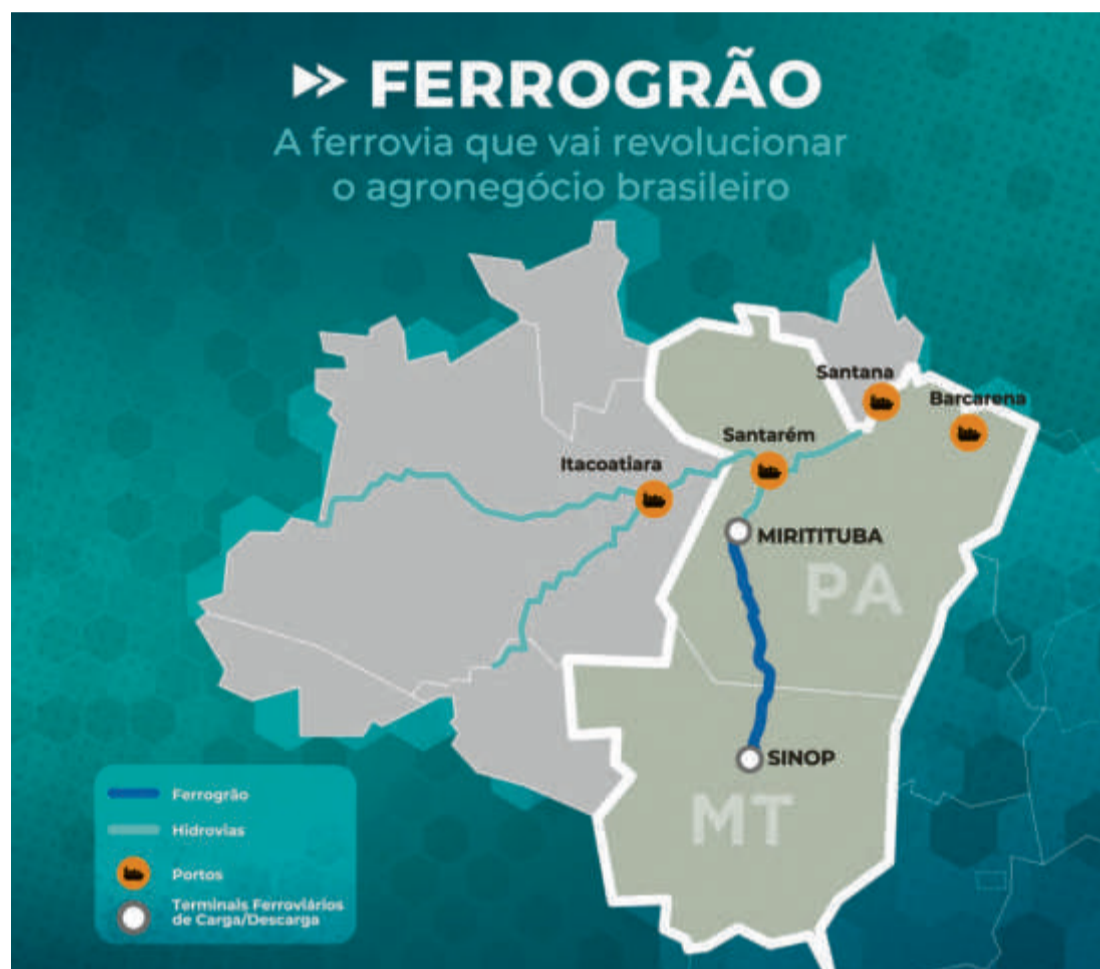 FERROGRÃO
A ferrovia que vai revolucionar
o agronegócio brasileiro
Santana
Barcarena
Santarém
Itacoatiara
MIRITITUBA
PA
SINOP
MT
Ferrogrão
Hidrovias
Portos
Terminais Ferroviários
de Carga/Descarga